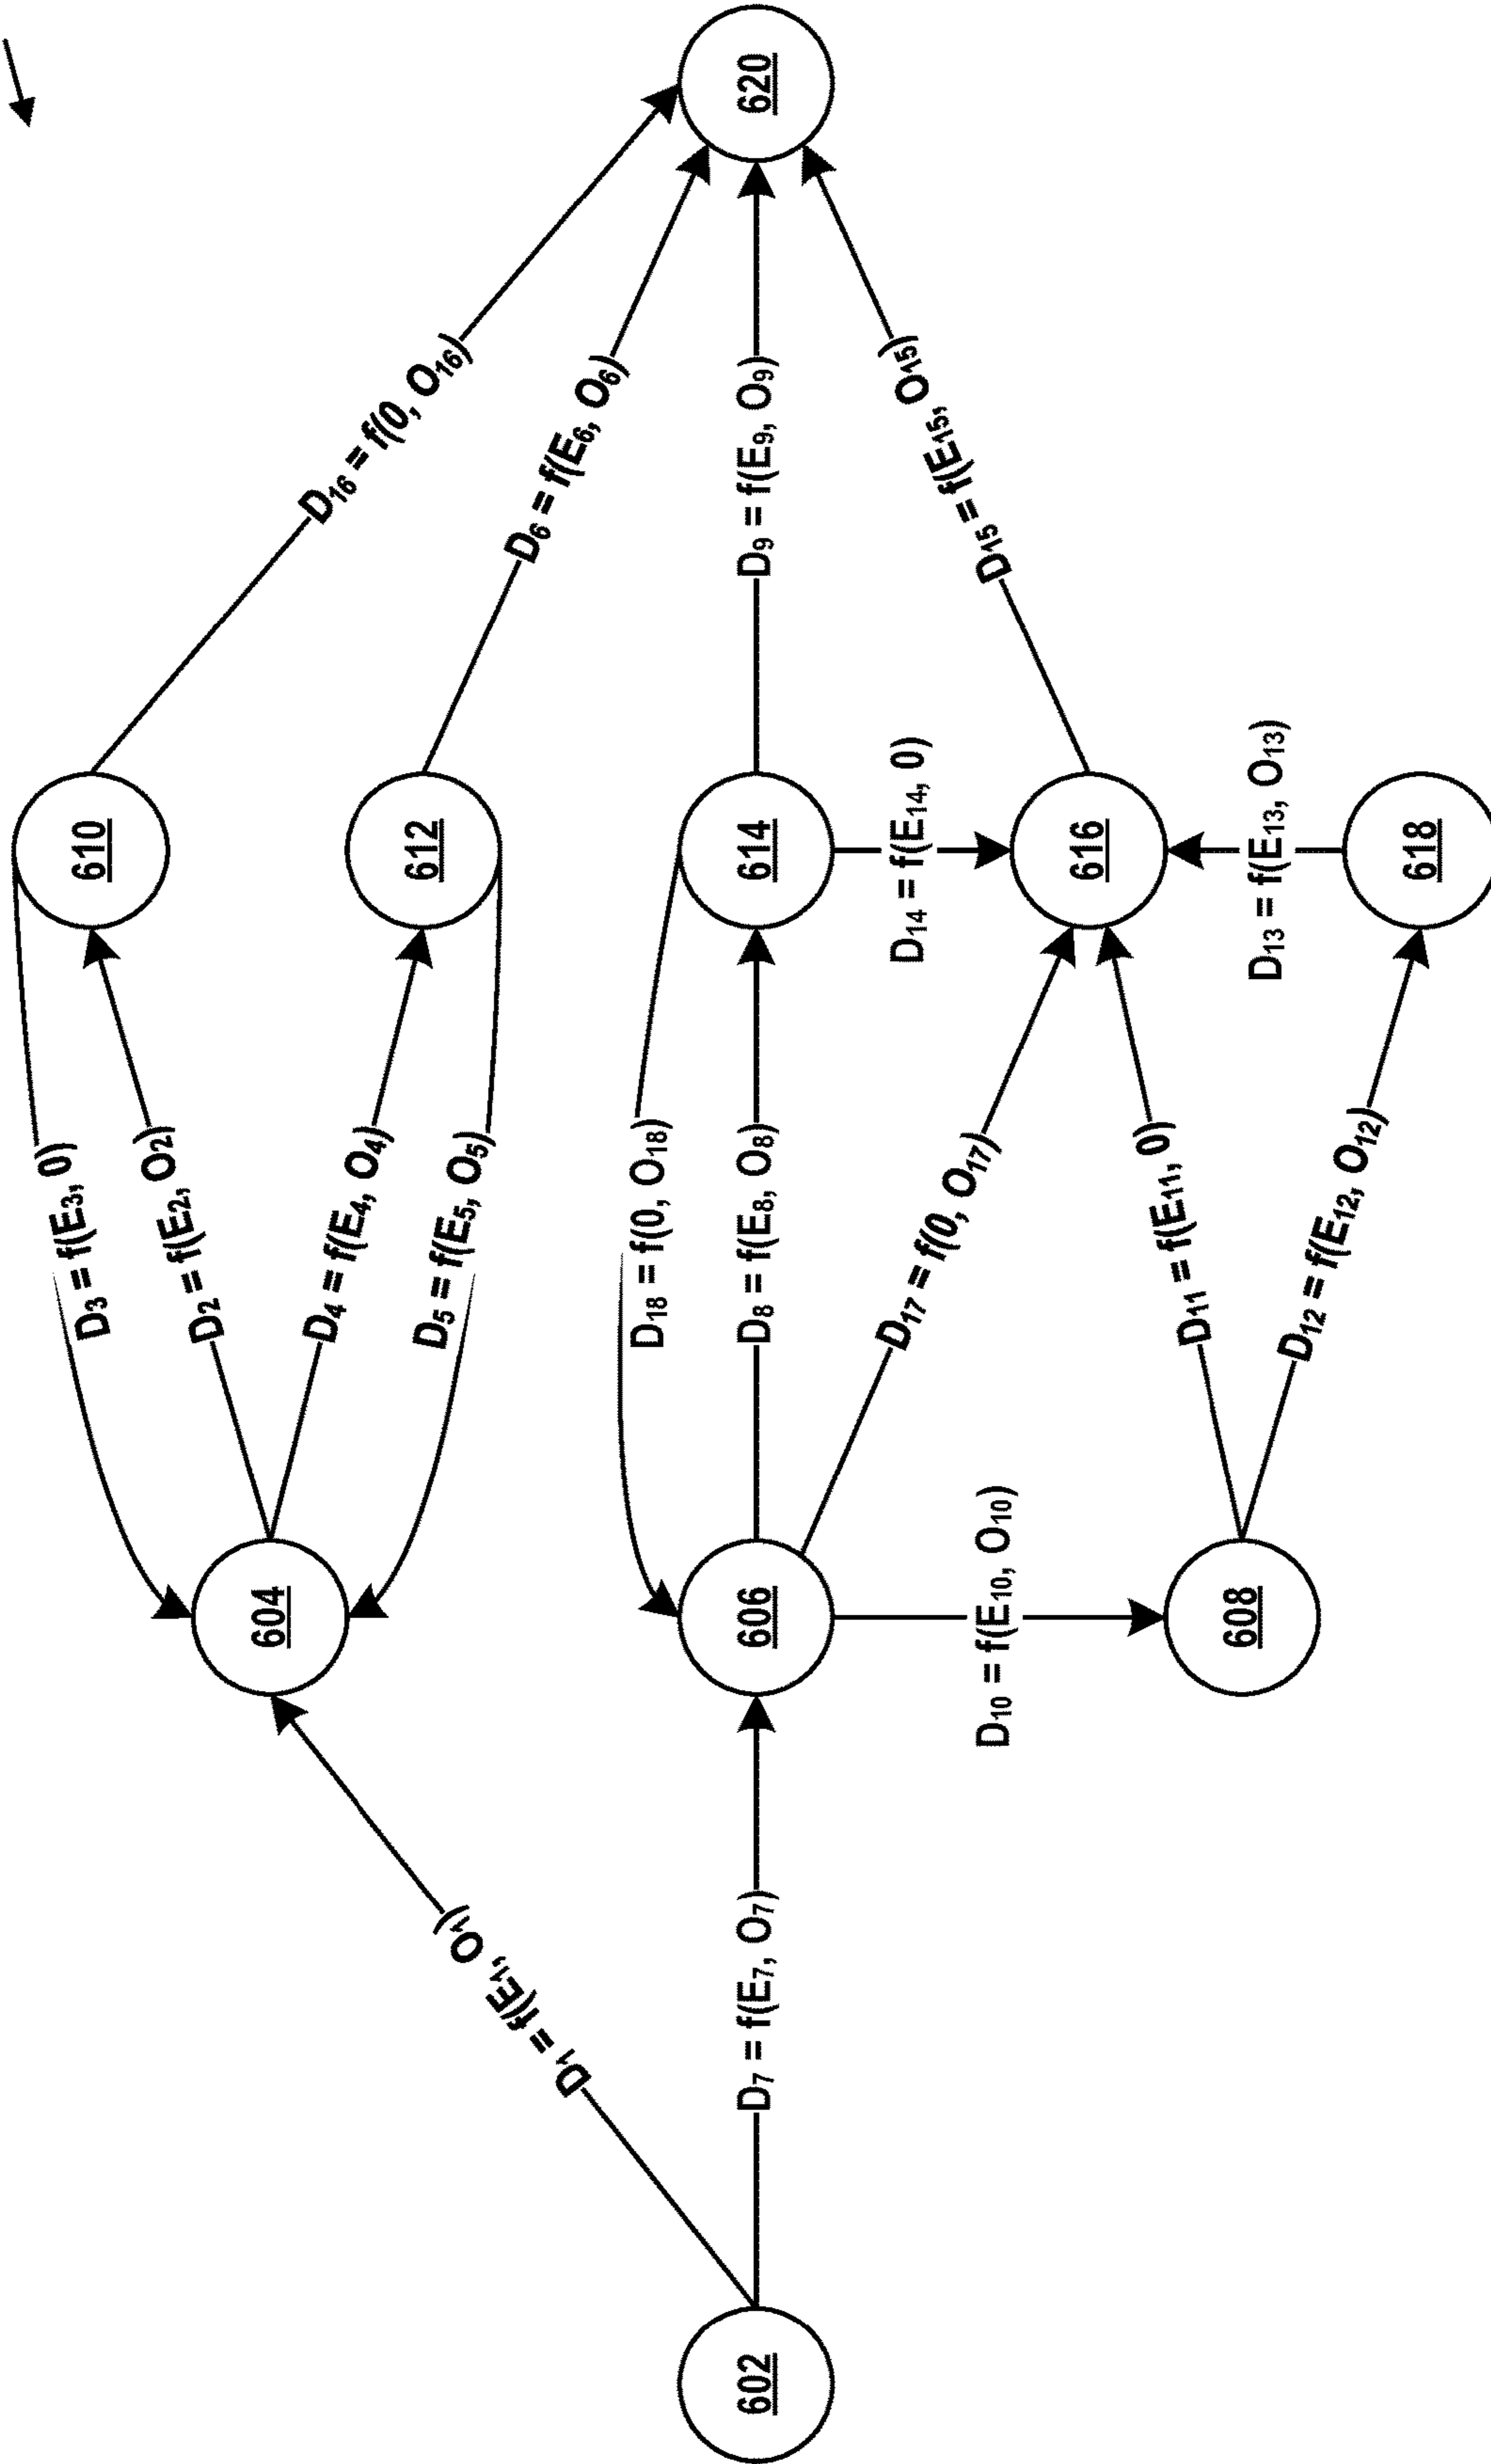 620
D₁₆ = f(0, O₁₆)
D₆ = f(E₆, O₆)
D₉ = f(E₉, O₉)
D₁₅ = f(E₁₅, O₁₅)
610
612
614
D₁₄ = f(E₁₄, 0)
616
D₁₃ = f(E₁₃, O₁₃)
618
D₃ = f(E₃, 0)
D₂ = f(E₂, O₂)
D₄ = f(E₄, O₄)
D₅ = f(E₅, O₅)
D₁₈ = f(0, O₁₈)
D₈ = f(E₈, O₈)
D₁₇ = f(0, O₁₇)
D₁₁ = f(E₁₁, 0)
D₁₂ = f(E₁₂, O₁₂)
604
606
D₁₀ = f(E₁₀, O₁₀)
608
D₁ = f(E₁, O₁)
D₇ = f(E₇, O₇)
602